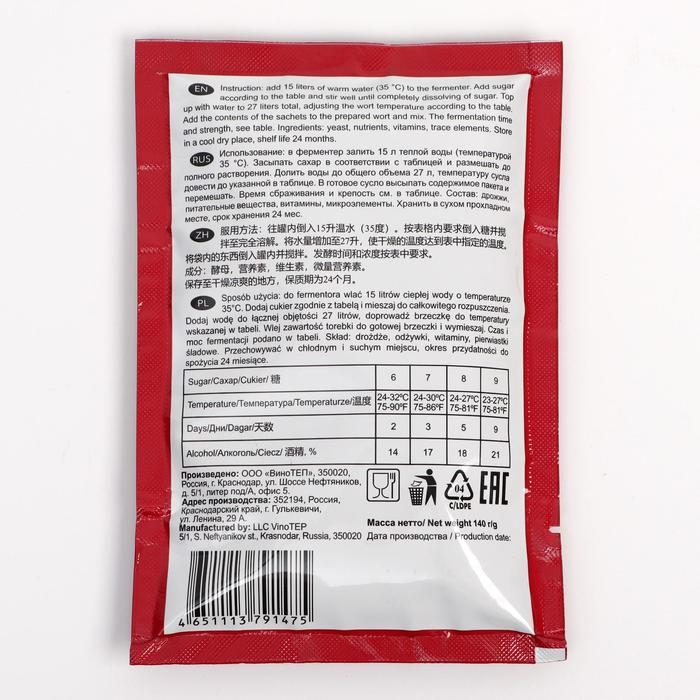 EN Instruction: add 15 liters of warm water (35 °C) to the fermenter. Add sugar
according to the table and stir well until completely dissolving of sugar. Top
up with water to 27 liters total, adjusting the wort temperature according to the table.
Add the contents of the sachets to the prepared wort and mix. The fermentation time
and strength, see table. Ingredients: yeast, nutrients, vitamins, trace elements. Store
in a cool dry place, shelf life 24 months.
RUS Использование: в ферментер залить 15 л теплой воды (температурой
35 °C). Засыпать сахар в соответствии с таблицей и размешать до
полного растворения. Долить воды до общего объема 27 л, температуру сусла
довести до указанной в таблице. В готовое сусло высыпать содержимое пакета и
перемешать. Время сбраживания и крепость см. в таблице. Состав: дрожжи,
питательные вещества, витамины, микроэлементы. Хранить в сухом прохладном
месте, срок хранения 24 мес.
ZH 服用方法：往罐内倒入15升温水（35度）。按表格内要求倒入糖并搅
拌至完全溶解。将水量增加至27升，使干燥的温度达到表中指定的温度。
将袋内的东西倒入罐内并搅拌。发酵时间和浓度按表中要求。
成分：酵母，营养素，维生素，微量营养素。
保存至干燥凉爽的地方，保质期为24个月。
PL Sposób użycia: do fermentora wlać 15 litrów ciepłej wody o temperaturze
35°C. Dodaj cukier zgodnie z tabelą i mieszaj do całkowitego rozpuszczenia.
Dodaj wodę do łącznej objętości 27 litrów, doprowadź brzeczkę do temperatury
wskazanej w tabeli. Wlej zawartość torebki do gotowej brzeczki i wymieszaj. Czas i
moc fermentacji podano w tabeli. Skład: drożdże, odżywki, witaminy, pierwiastki
śladowe. Przechowywać w chłodnym i suchym miejscu, okres przydatności do
spożycia 24 miesiące.
Sugar/Сахар/Cukier/ 糖 6 7 8 9
Temperature/Температура/Temperaturze/温度 24-32ºC 24-30ºC 24-27ºC 23-27ºC
75-90ºF 75-86ºF 75-81ºF 75-81ºF
Days/Дни/Dagar/天数 2 3 5 9
Alcohol/Алкоголь/Ciecz/ 酒精, % 14 17 18 21
Произведено: ООО «ВиноТЕП», 350020,
Россия, г. Краснодар, ул. Шоссе Нефтяников,
д. 5/1, литер под/А, офис 5.
Адрес производства: 352194, Россия,
Краснодарский край, г. Гулькевичи,
ул. Ленина, 29 А.
Manufactured by: LLC VinoTEP
5/1, S. Neftyanikov st., Krasnodar, Russia, 350020
04
C/LDPE
EAC
Масса нетто/ Net weight 140 г/g
Дата производства / Production date:
4 651113 791475